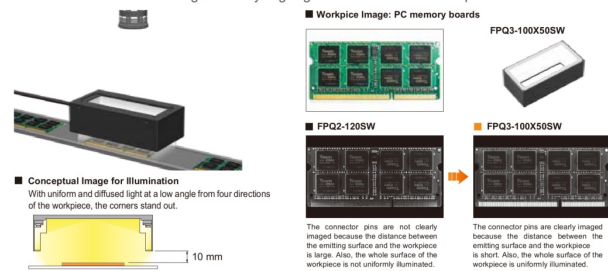 ■ Conceptual Image for Illumination
With uniform and diffused light at a low angle from four directions
of the workpiece, the corners stand out.
10 mm
■ Workpice Image: PC memory boards
FPQ3-100X50SW
■ FPQ2-120SW
■ FPQ3-100X50SW
The connector pins are not clearly
imaged because the distance between
the emitting surface and the workpiece
is large. Also, the whole surface of the
workpiece is not uniformly illuminated.
The connector pins are clearly imaged
because the distance between the
emitting surface and the workpiece
is short. Also, the whole surface of the
workpiece is uniformly illuminated.